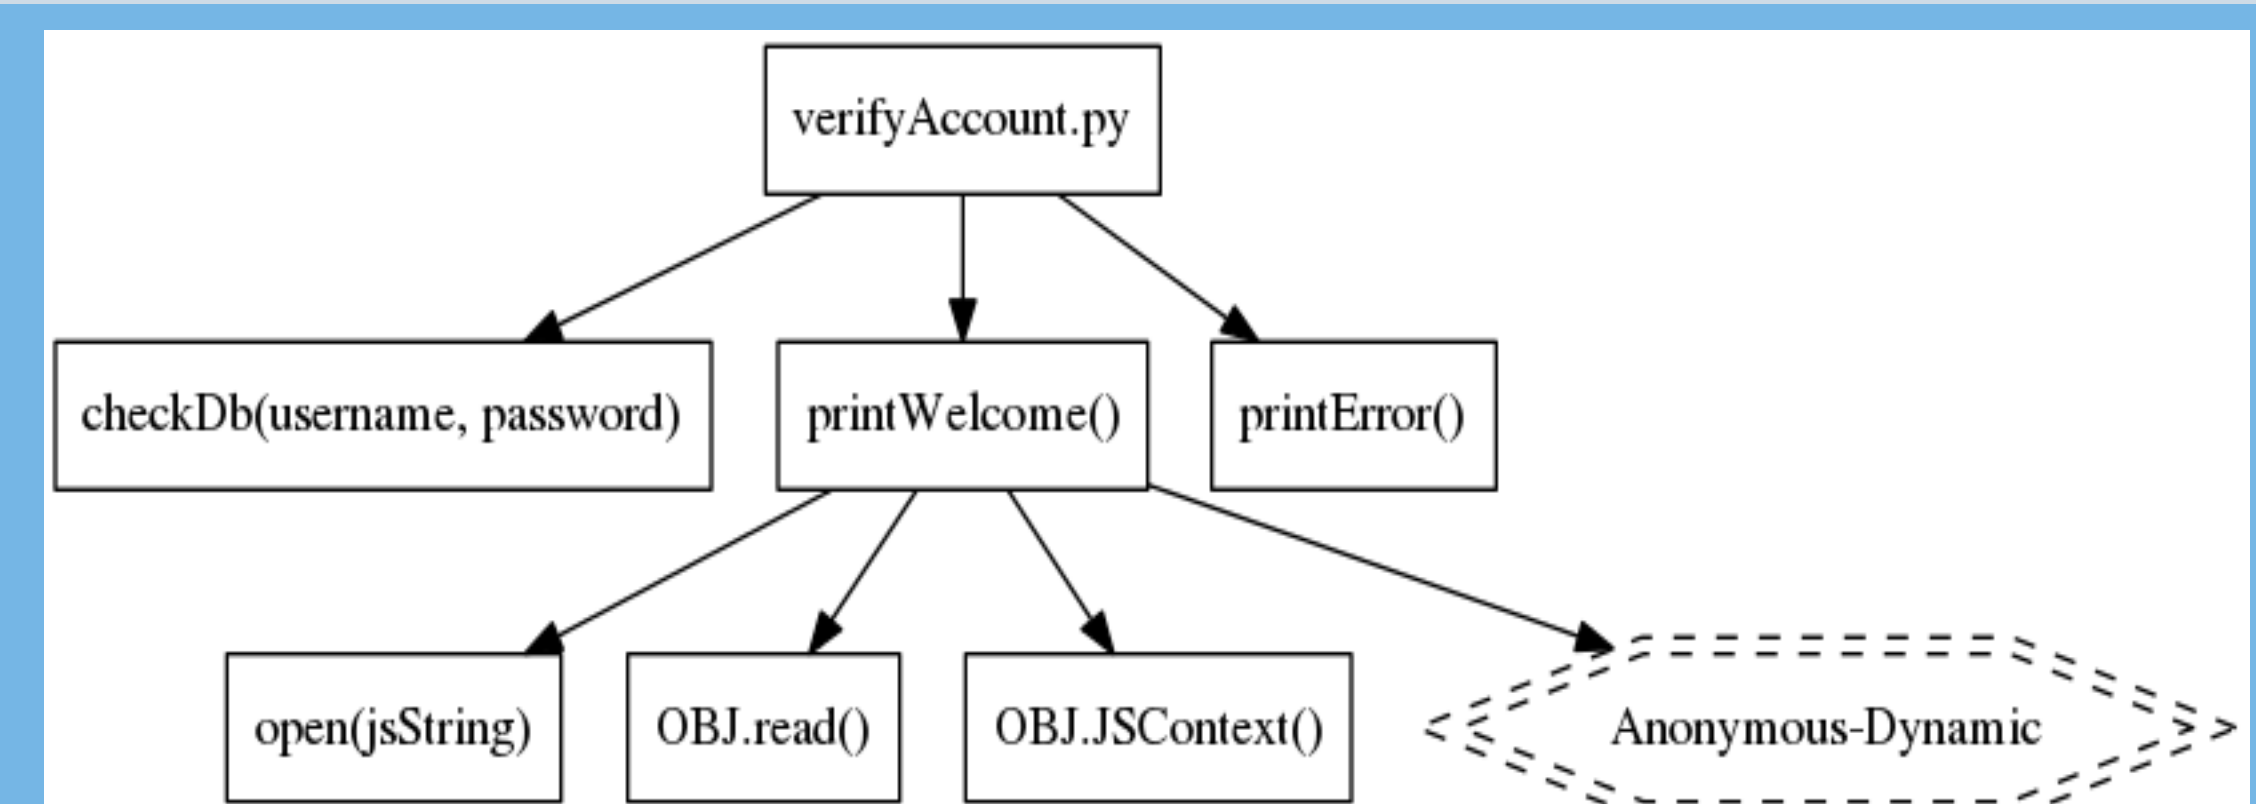 verifyAccount.py
checkDb(username, password)
printWelcome()
printError()
open(jsString)
OBJ.read()
OBJ.JSContext()
Anonymous-Dynamic